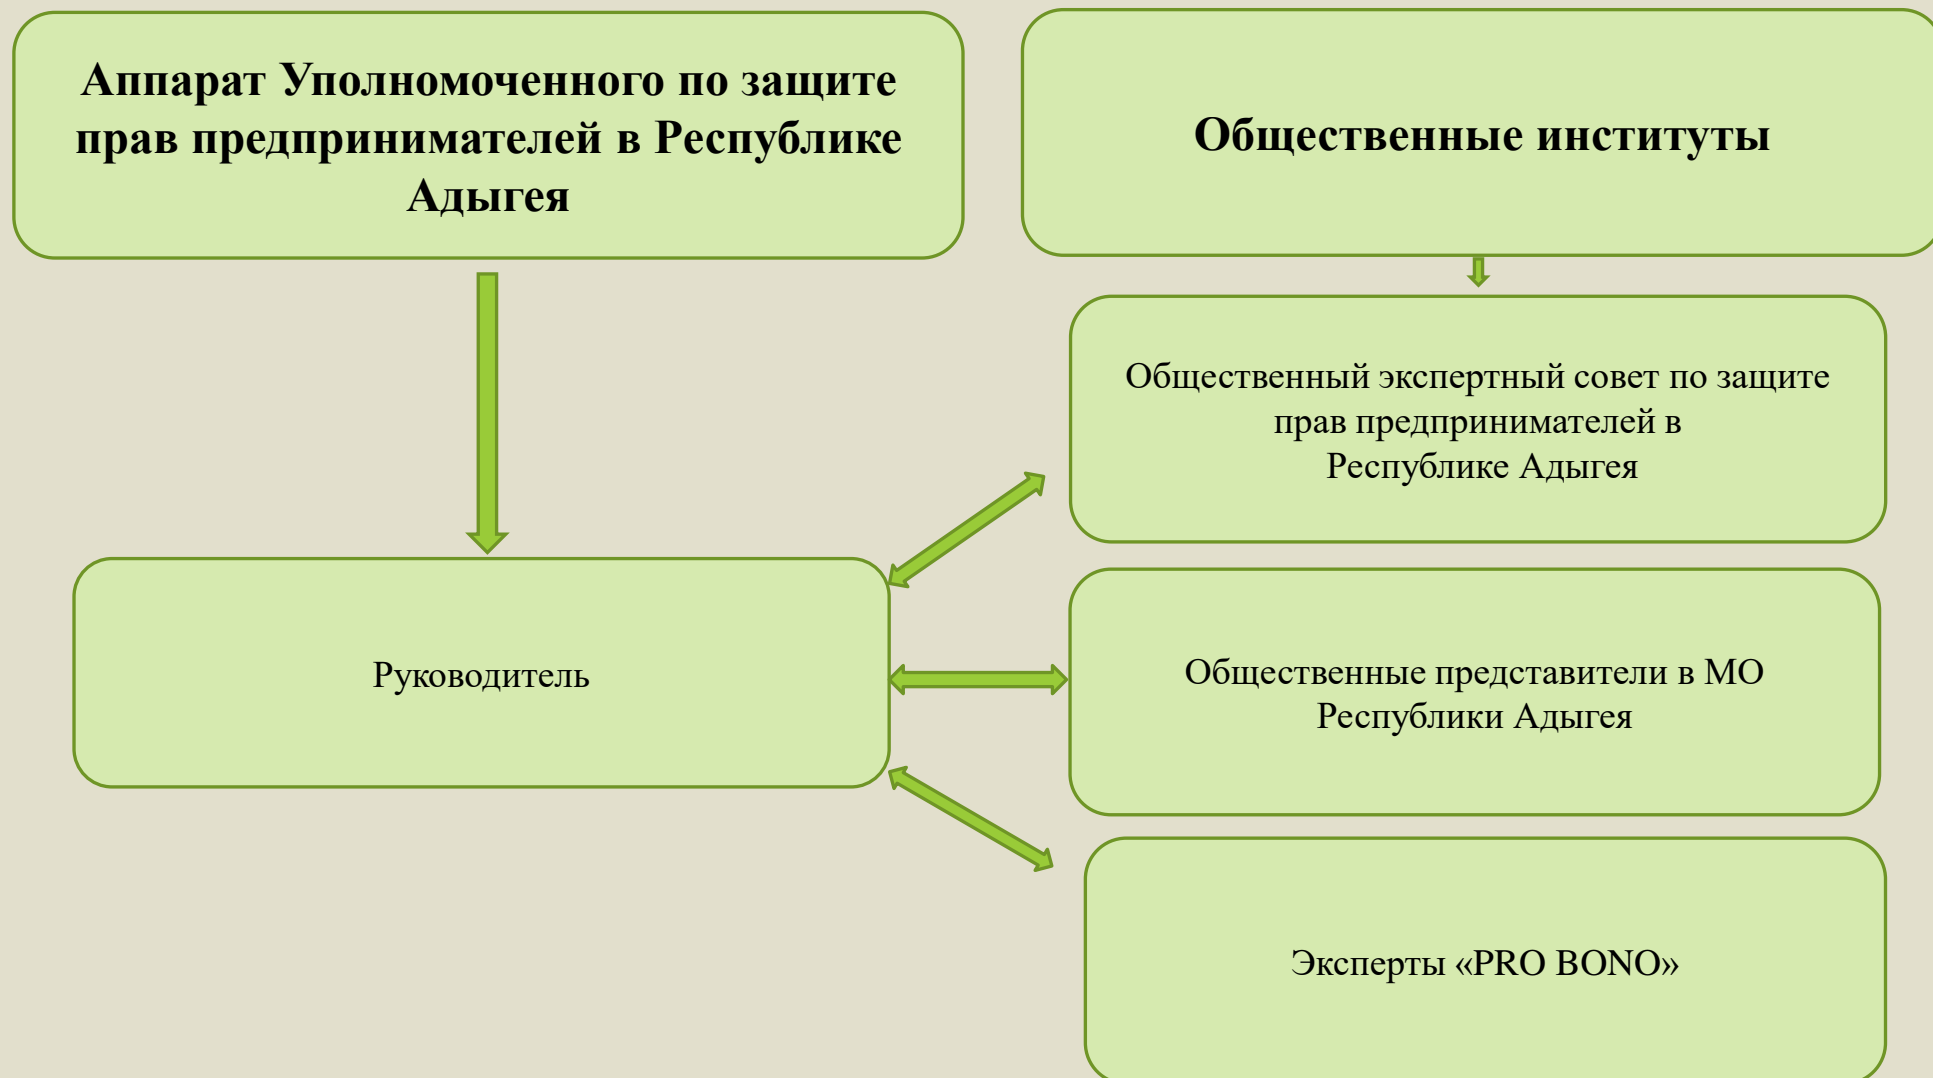 Аппарат Уполномоченного по защите
прав предпринимателей в Республике
Адыгея
Общественные институты
Общественный экспертный совет по защите
прав предпринимателей в
Республике Адыгея
Руководитель
Общественные представители в МО
Республики Адыгея
Эксперты «PRO BONO»